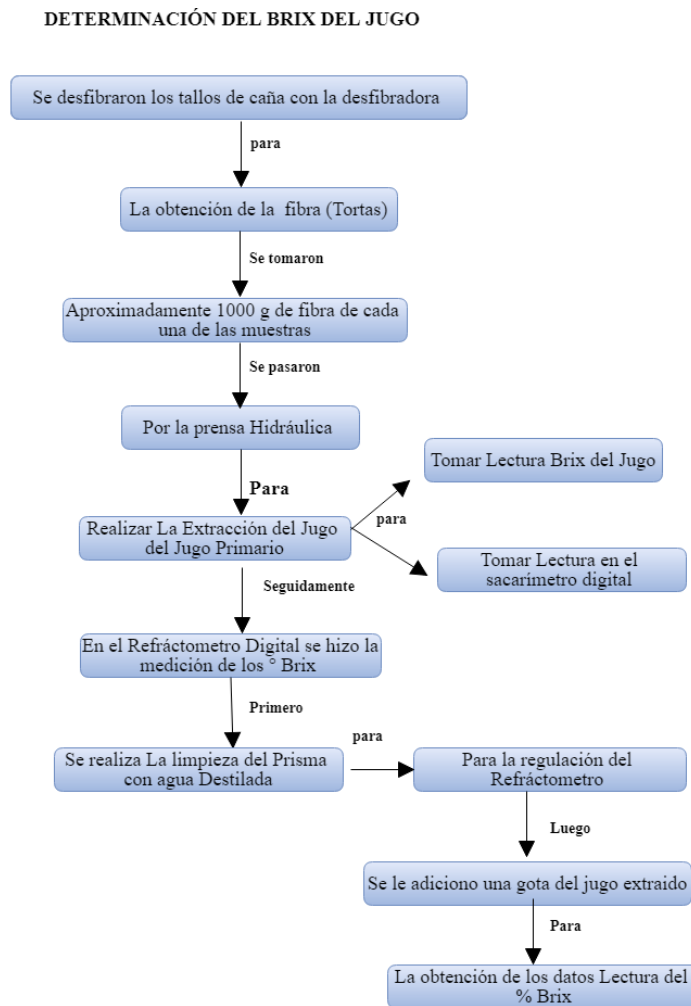 DETERMINACIÓN DEL BRIX DEL JUGO
Se desfibraron los tallos de caña con la desfibradora
para
La obtención de la fibra (Tortas)
Se tomaron
Aproximadamente 1000 g de fibra de cada
una de las muestras
Se pasaron
Por la prensa Hidráulica
Para
Realizar La Extracción del Jugo
del Jugo Primario
para
Tomar Lectura Brix del Jugo
Tomar Lectura en el
sacarímetro digital
Seguidamente
En el Refráctometro Digital se hizo la
medición de los ° Brix
Primero
Se realiza La limpieza del Prisma
con agua Destilada
para
Para la regulación del
Refráctometro
Luego
Se le adiciono una gota del jugo extraido
Para
La obtención de los datos Lectura del
% Brix